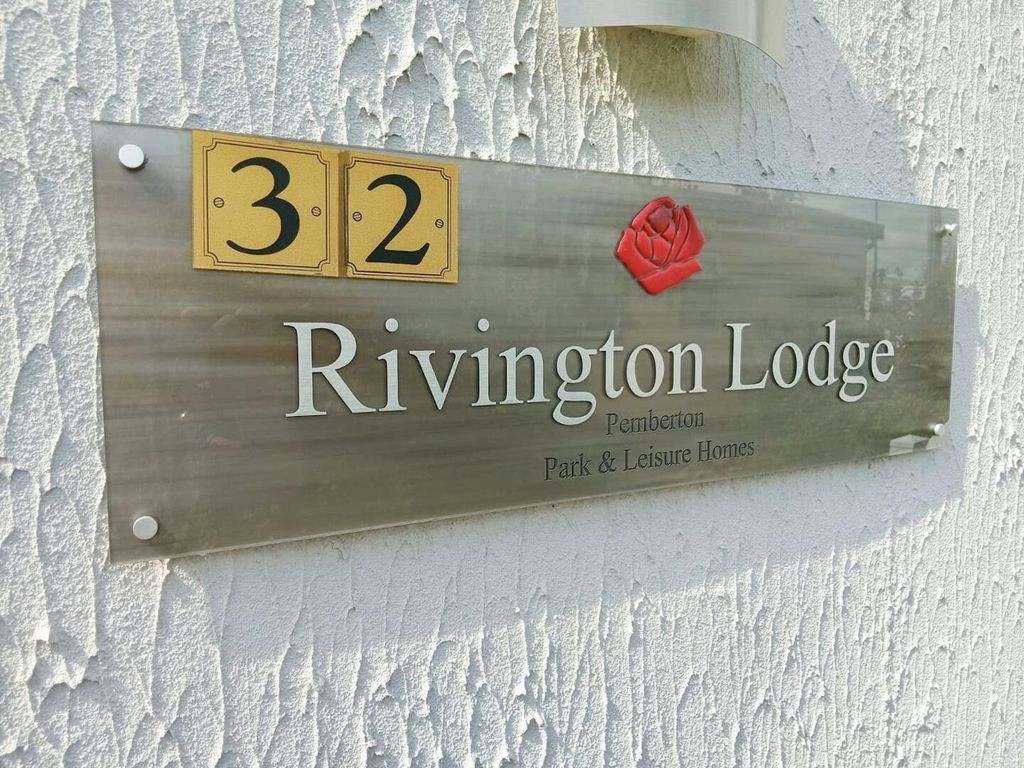 32
Rivington Lodge
Pemberton
Park & Leisure Homes